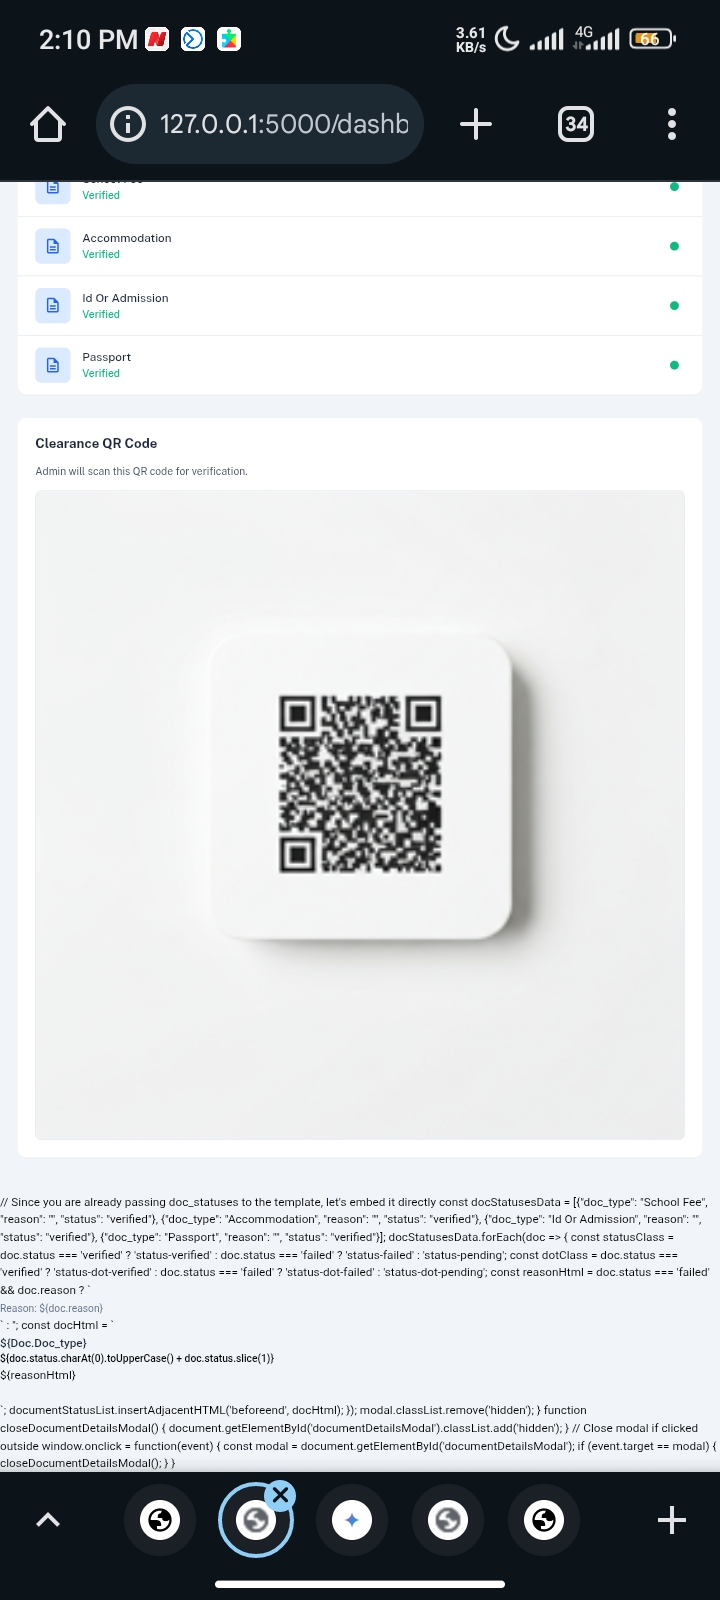 2:10 PM
3.61 KB/s
4G
66
127.0.0.1:5000/dashb
34
Verified
Accommodation
Verified
Id Or Admission
Verified
Passport
Verified
Clearance QR Code
Admin will scan this QR code for verification.
// Since you are already passing doc_statuses to the template, let's embed it directly const docStatusesData = [{"doc_type": "School Fee",
"reason": "", "status": "verified"}, {"doc_type": "Accommodation", "reason": "", "status": "verified"}, {"doc_type": "Id Or Admission", "reason": "",
"status": "verified"}, {"doc_type": "Passport", "reason": "", "status": "verified"}]; docStatusesData.forEach(doc => { const statusClass =
doc.status === 'verified' ? 'status-verified' : doc.status === 'failed' ? 'status-failed' : 'status-pending'; const dotClass = doc.status ===
'verified' ? 'status-dot-verified' : doc.status === 'failed' ? 'status-dot-failed' : 'status-dot-pending'; const reasonHtml = doc.status === 'failed'
&& doc.reason ? `
Reason: ${doc.reason}
` : ''; const docHtml = `
${Doc.Doc_type}
${doc.status.charAt(0).toUpperCase() + doc.status.slice(1)}
${reasonHtml}
`; documentStatusList.insertAdjacentHTML('beforeend', docHtml); }); modal.classList.remove('hidden'); } function
closeDocumentDetailsModal() { document.getElementById('documentDetailsModal').classList.add('hidden'); } // Close modal if clicked
outside window.onclick = function(event) { const modal = document.getElementById('documentDetailsModal'); if (event.target == modal) {
closeDocumentDetailsModal(); } }